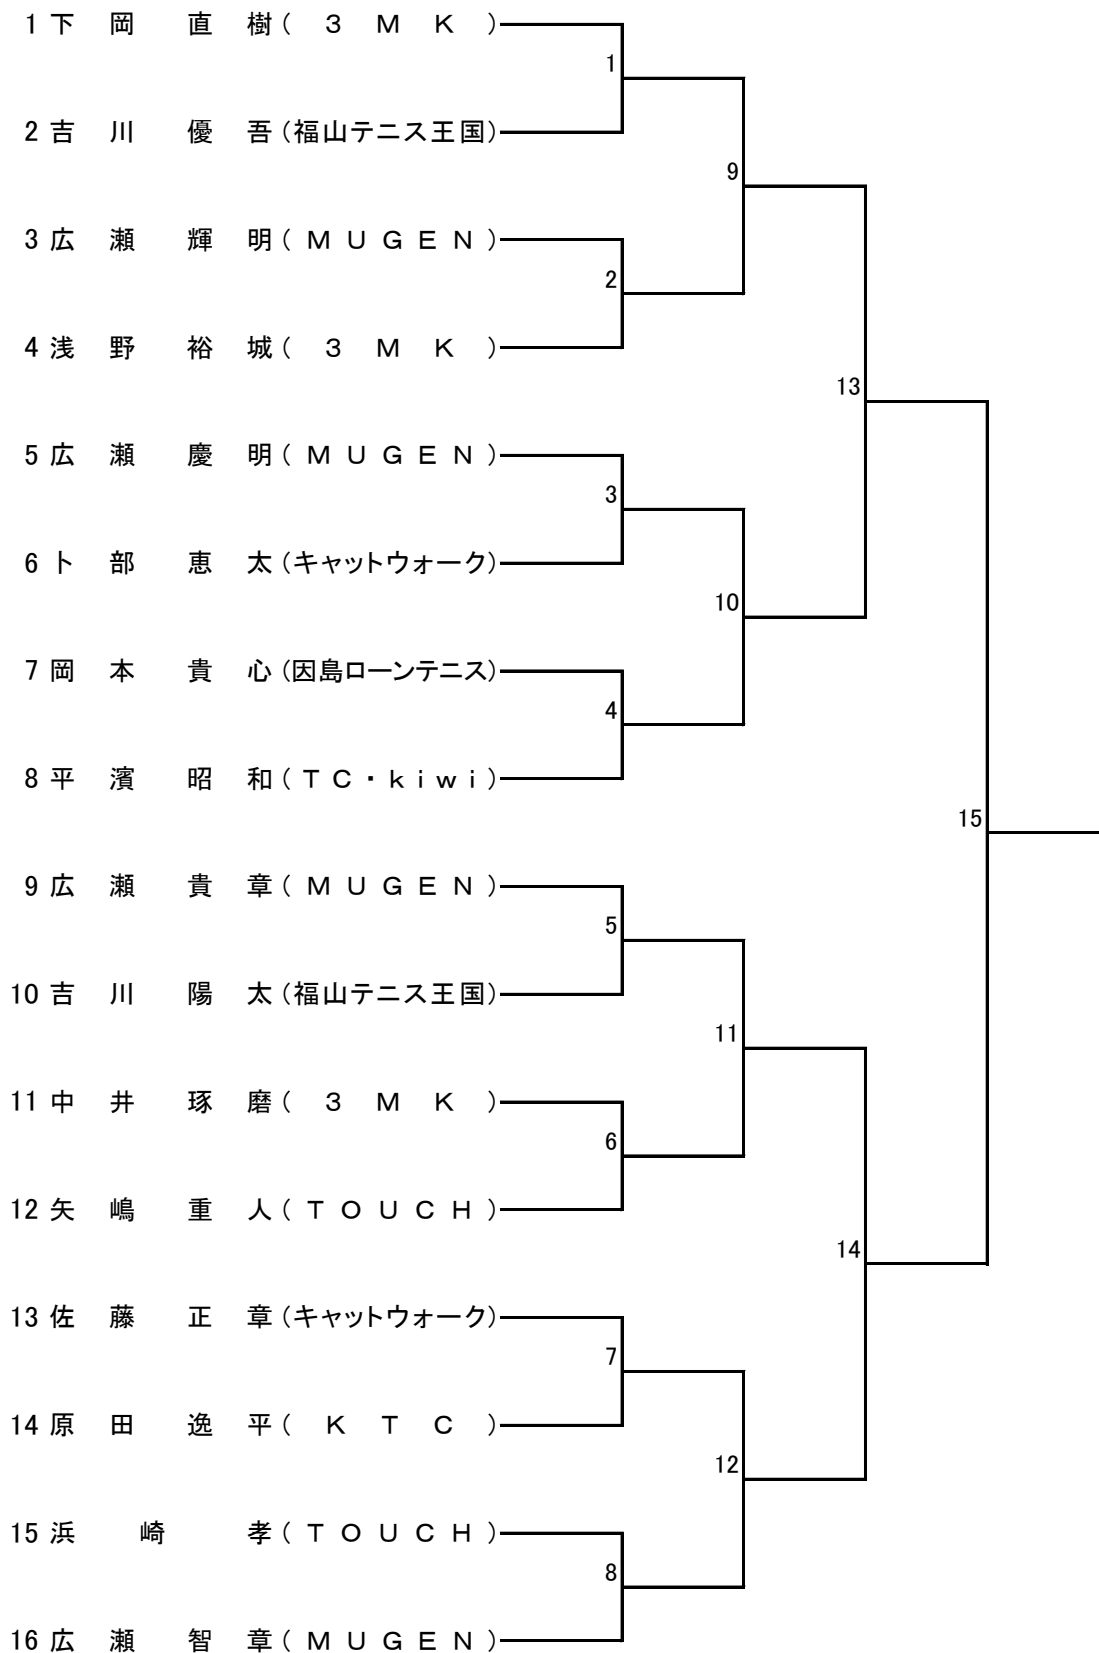 1 下岡 直樹(3MK)
1
2 吉川 優吾(福山テニス王国)
9
3 広瀬 輝明(MUGEN)
2
4 浅野 裕城(3MK)
13
5 広瀬 慶明(MUGEN)
3
6 卜部 恵太(キャットウォーク)
10
7 岡本 貴心(因島ローンテニス)
4
8 平濱 昭和(TC・kiwi)
15
9 広瀬 貴章(MUGEN)
5
10 吉川 陽太(福山テニス王国)
11
11 中井 琢磨(3MK)
6
12 矢嶋 重人(TOUCH)
14
13 佐藤 正章(キャットウォーク)
7
14 原田 逸平(KTC)
12
15 浜崎 孝(TOUCH)
8
16 広瀬 智章(MUGEN)